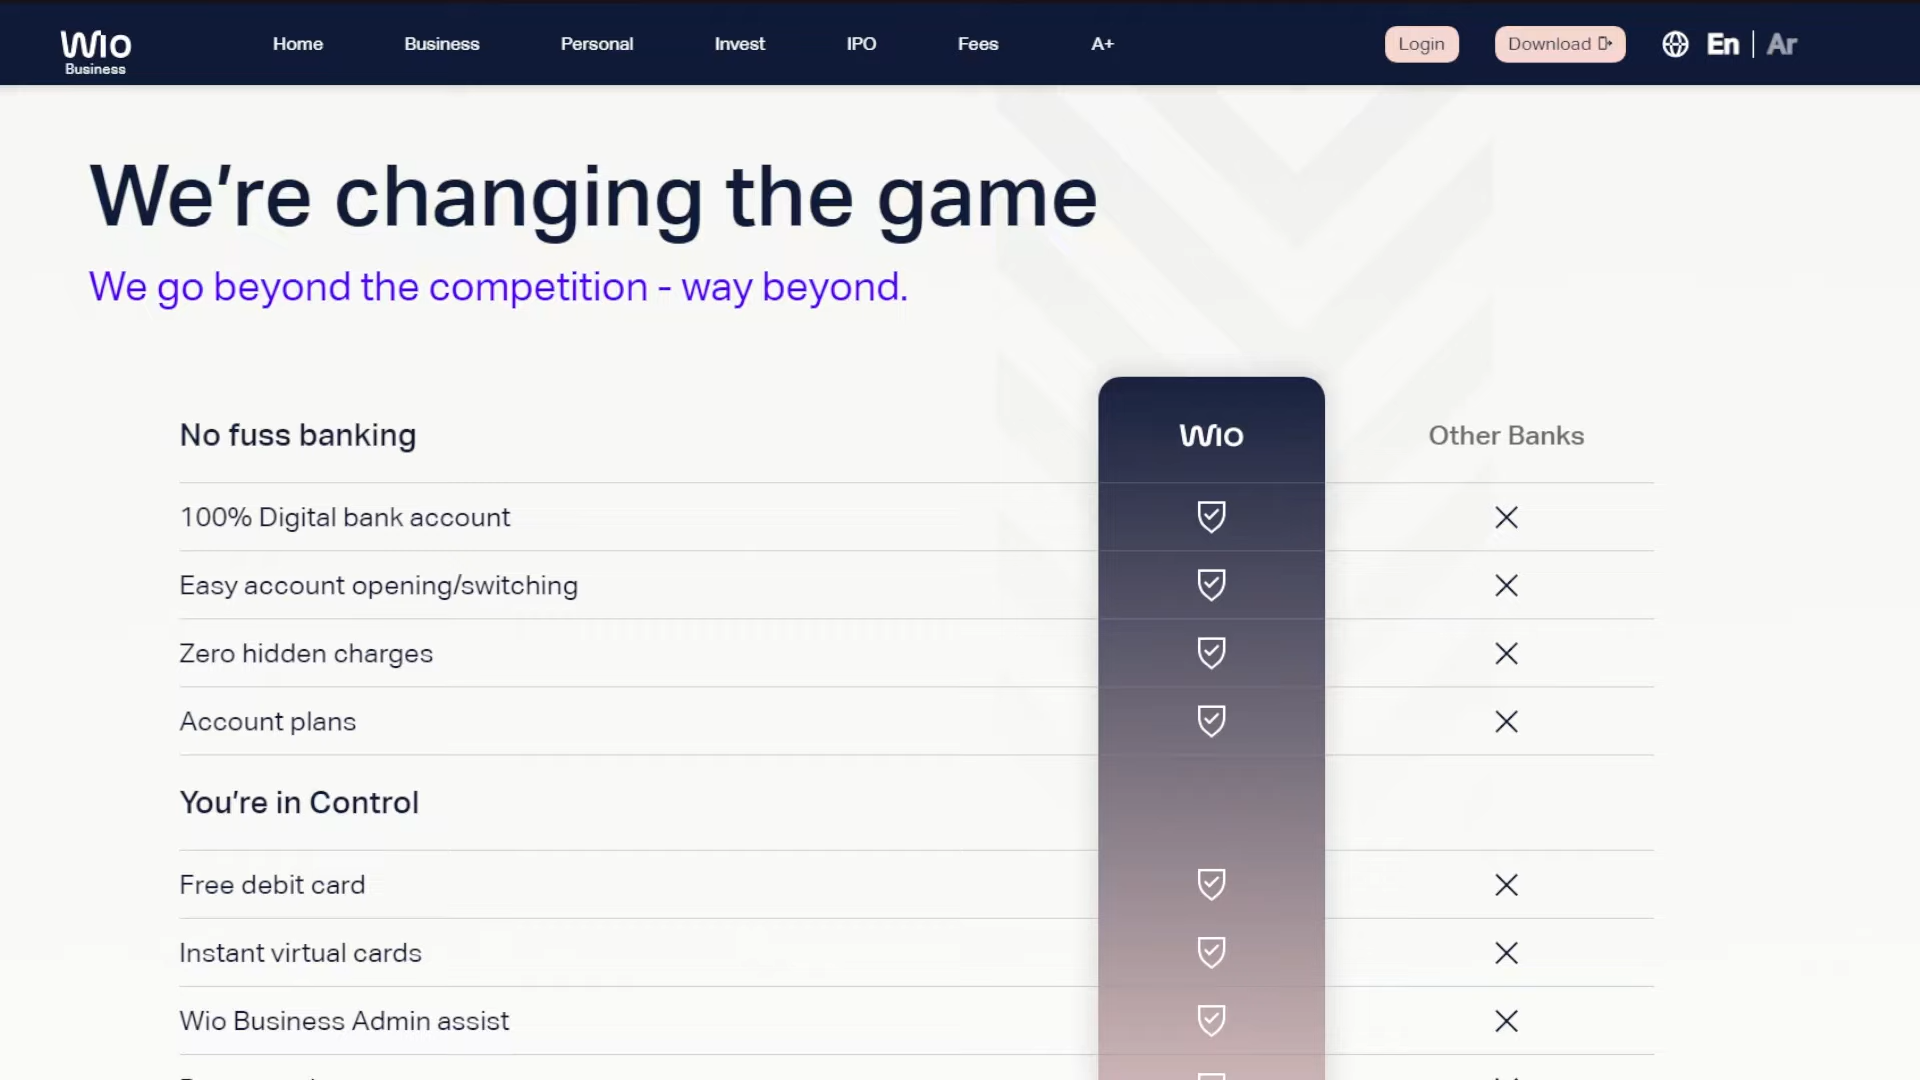 Wio
Business
Home
Business
Personal
Invest
IPO
Fees
A+
Login
Download
En | Ar
We're changing the game
We go beyond the competition - way beyond.
No fuss banking
Wio
Other Banks
100% Digital bank account
Easy account opening/switching
Zero hidden charges
Account plans
You're in Control
Free debit card
Instant virtual cards
Wio Business Admin assist